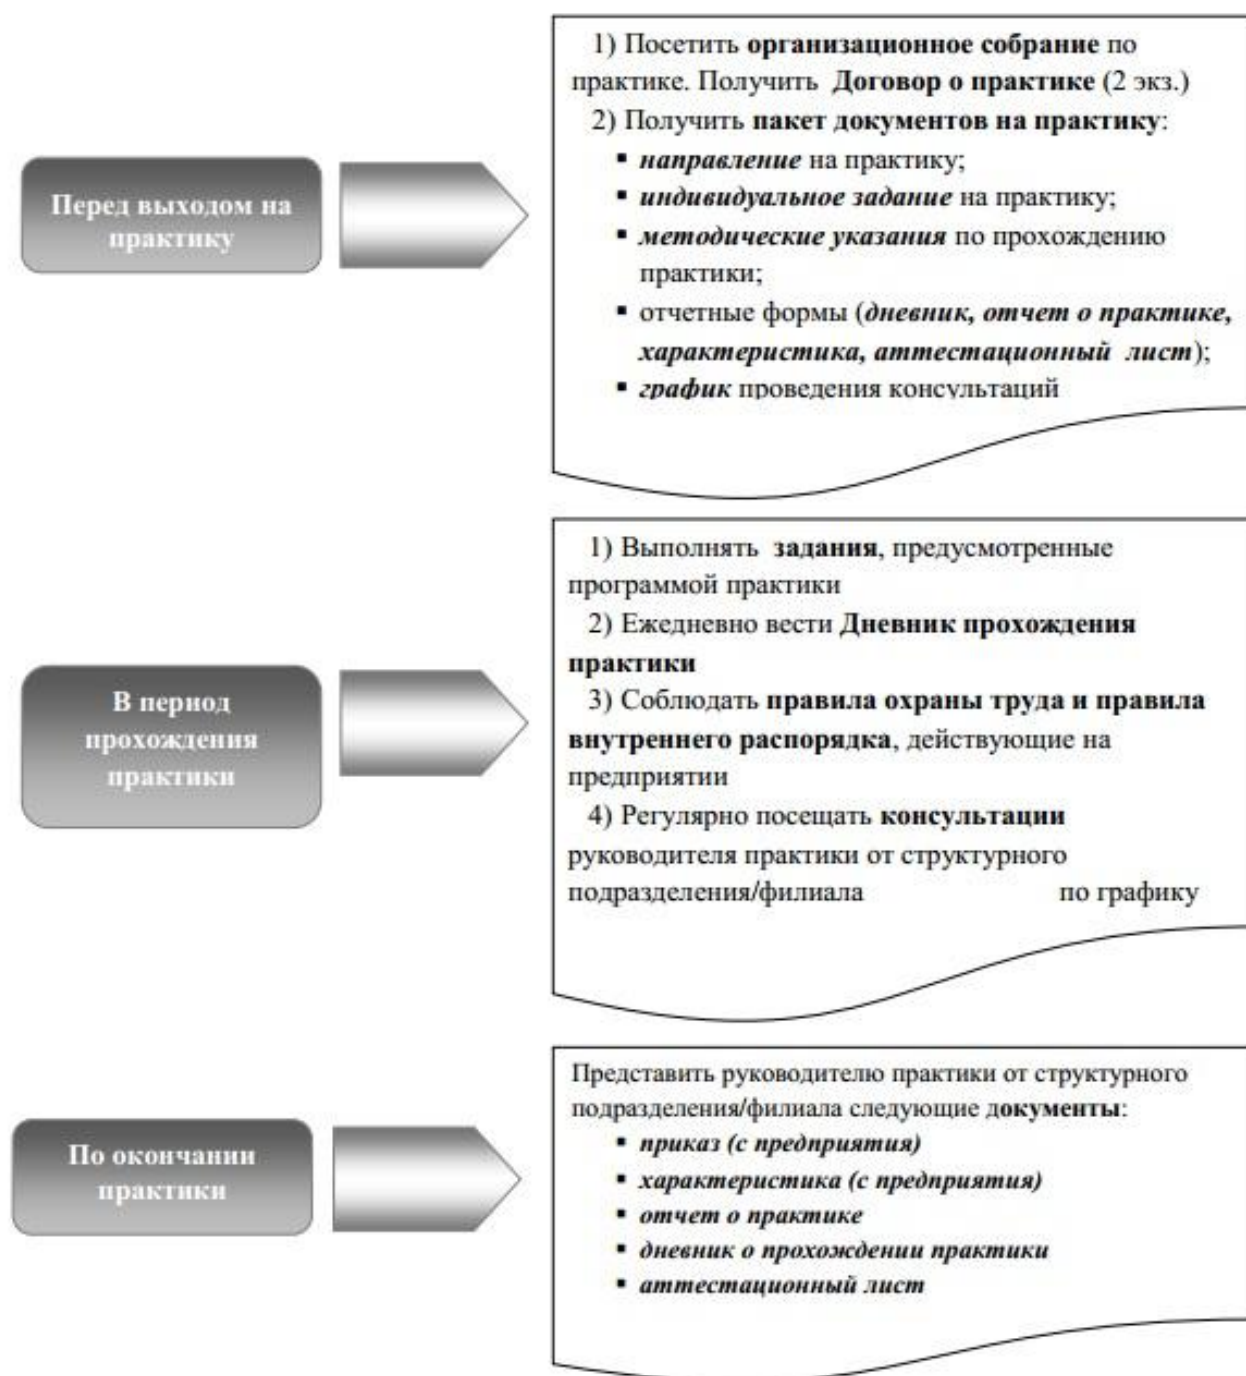 Перед выходом на
практику
1) Посетить организационное собрание по
практике. Получить Договор о практике (2 экз.)
2) Получить пакет документов на практику:
▪ направление на практику;
▪ индивидуальное задание на практику;
▪ методические указания по прохождению
практики;
▪ отчетные формы (дневник, отчет о практике,
характеристика, аттестационный лист);
▪ график проведения консультаций
В период
прохождения
практики
1) Выполнять задания, предусмотренные
программой практики
2) Ежедневно вести Дневник прохождения
практики
3) Соблюдать правила охраны труда и правила
внутреннего распорядка, действующие на
предприятии
4) Регулярно посещать консультации
руководителя практики от структурного
подразделения/филиала по графику
По окончании
практики
Представить руководителю практики от структурного
подразделения/филиала следующие документы:
▪ приказ (с предприятия)
▪ характеристика (с предприятия)
▪ отчет о практике
▪ дневник о прохождении практики
▪ аттестационный лист